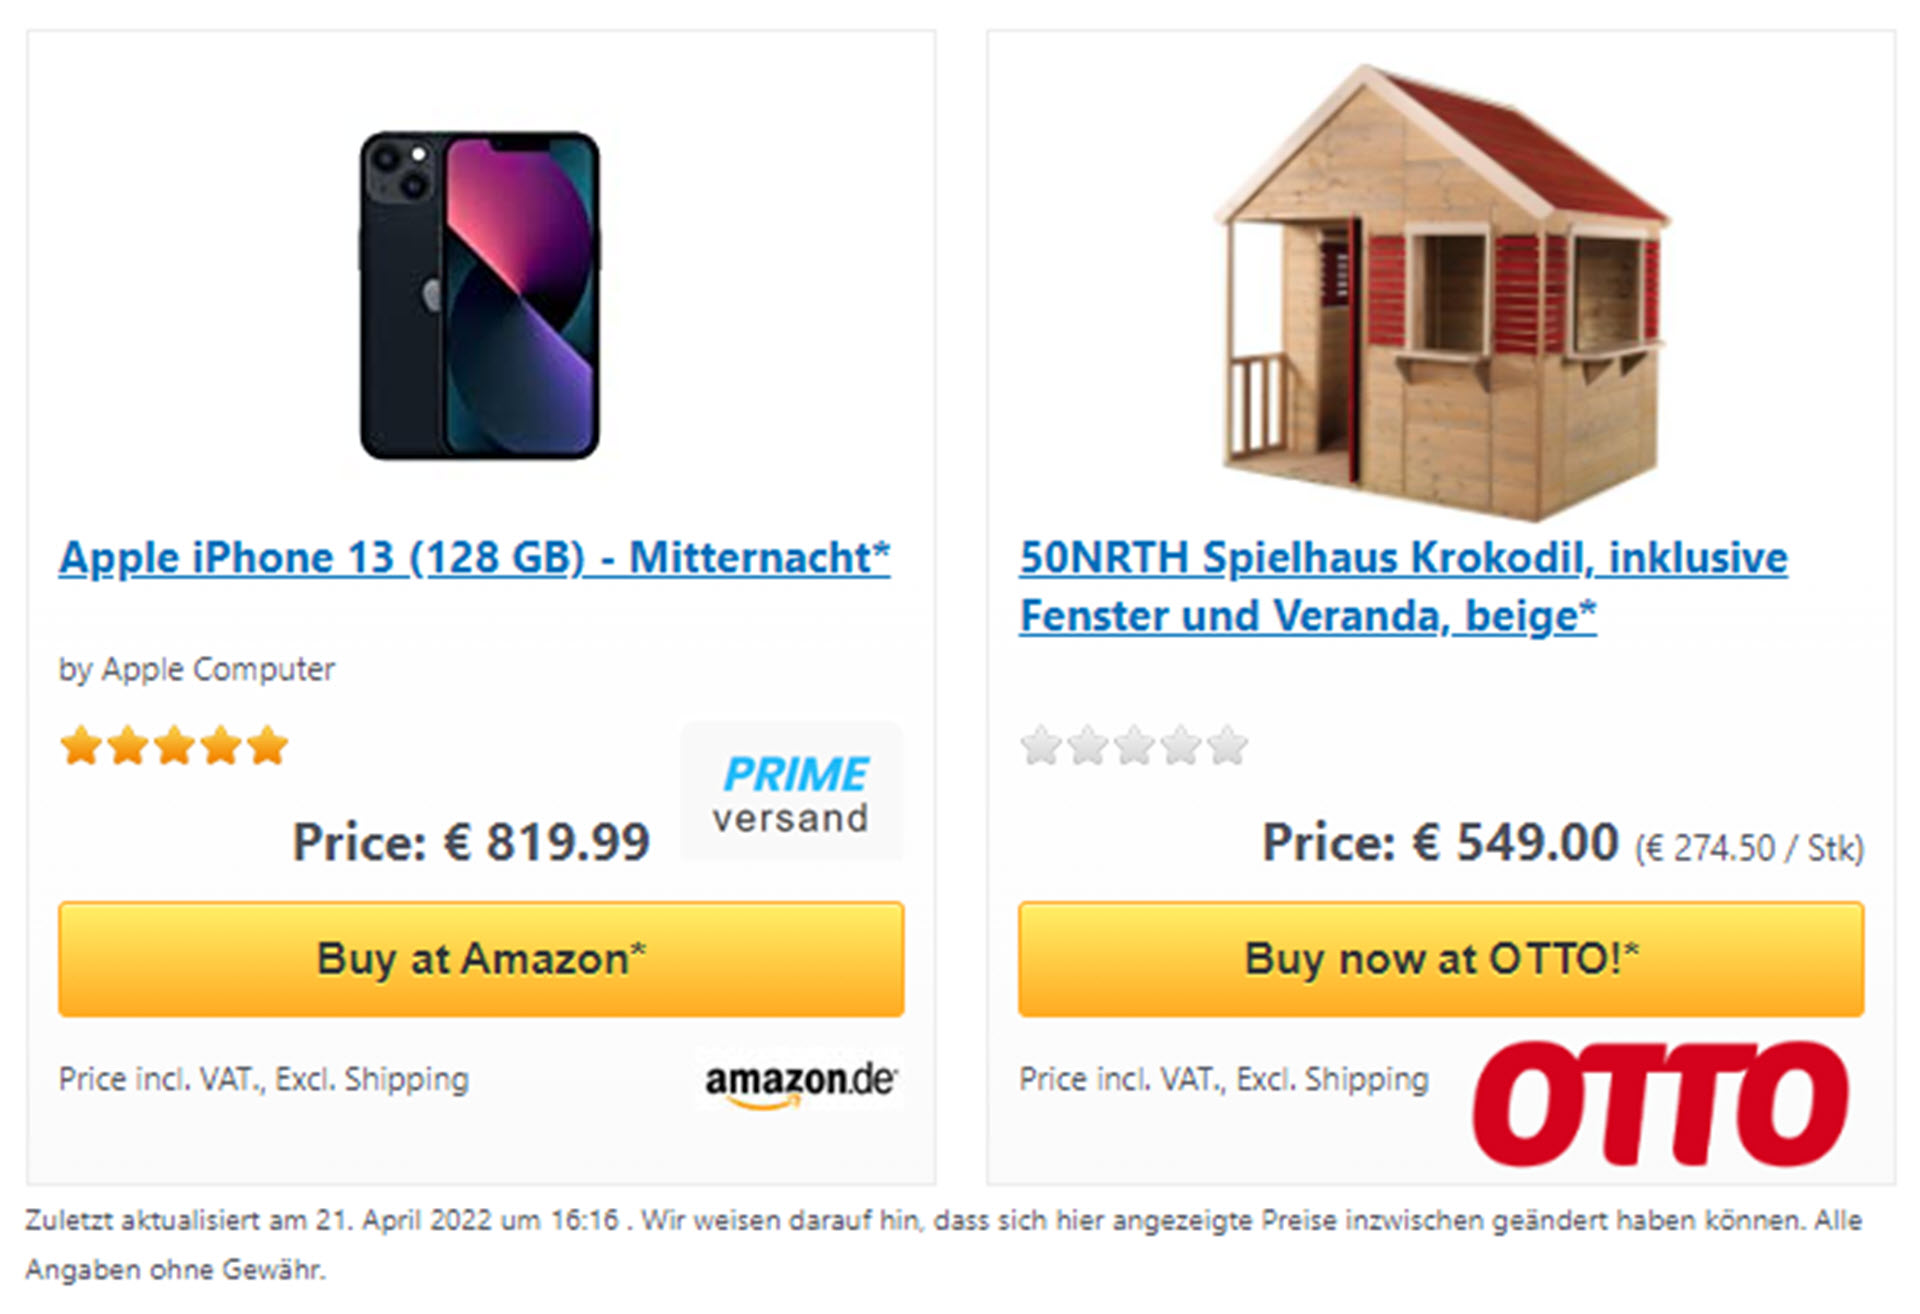 Apple iPhone 13 (128 GB) - Mitternacht*
by Apple Computer
PRIME
versand
Price: € 819.99
Buy at Amazon*
Price incl. VAT., Excl. Shipping
amazon.de
50NRTH Spielhaus Krokodil, inklusive
Fenster und Veranda, beige*
Price: € 549.00 (€ 274.50 / Stk)
Buy now at OTTO!*
Price incl. VAT., Excl. Shipping
OTTO
Zuletzt aktualisiert am 21. April 2022 um 16:16 . Wir weisen darauf hin, dass sich hier angezeigte Preise inzwischen geändert haben können. Alle
Angaben ohne Gewähr.